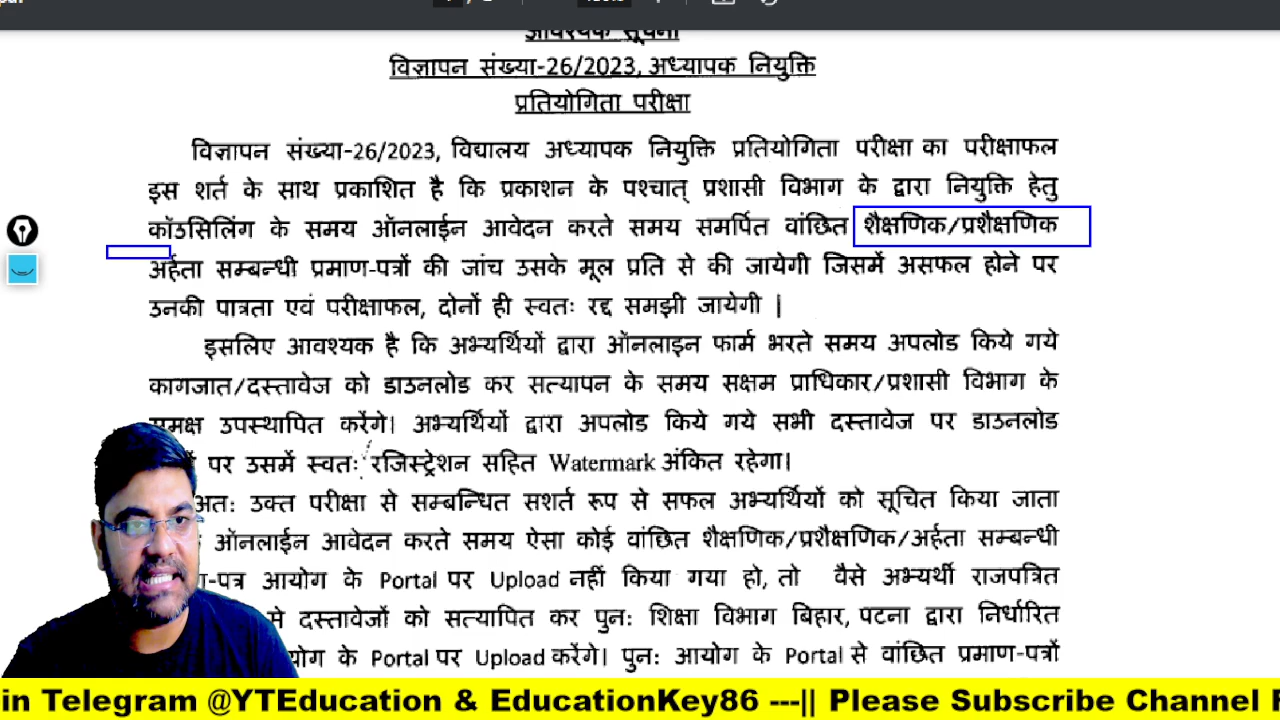 आवश्यक सूचना
विज्ञापन संख्या-26/2023, अध्यापक नियुक्ति
प्रतियोगिता परीक्षा
विज्ञापन संख्या-26/2023, विद्यालय अध्यापक नियुक्ति प्रतियोगिता परीक्षा का परीक्षाफल
इस शर्त के साथ प्रकाशित है कि प्रकाशन के पश्चात् प्रशासी विभाग के द्वारा नियुक्ति हेतु
कॉउसिलिंग के समय ऑनलाईन आवेदन करते समय समर्पित वांछित शैक्षणिक/प्रशैक्षणिक
अर्हता सम्बन्धी प्रमाण-पत्रों की जांच उसके मूल प्रति से की जायेगी जिसमें असफल होने पर
उनकी पात्रता एवं परीक्षाफल, दोनों ही स्वतः रद्द समझी जायेगी |
इसलिए आवश्यक है कि अभ्यर्थियों द्वारा ऑनलाइन फार्म भरते समय अपलोड किये गये
कागजात/दस्तावेज को डाउनलोड कर सत्यापन के समय सक्षम प्राधिकार/प्रशासी विभाग के
उपस्थापित करेंगे। अभ्यर्थियों द्वारा अपलोड किये गये सभी दस्तावेज पर डाउनलोड
पर उसमें स्वतः रजिस्ट्रेशन सहित Watermark अंकित रहेगा।
अतः उक्त परीक्षा से सम्बन्धित सशर्त रूप से सफल अभ्यर्थियों को सूचित किया जाता
ऑनलाईन आवेदन करते समय ऐसा कोई वांछित शैक्षणिक/प्रशैक्षणिक/अर्हता सम्बन्धी
पत्र आयोग के Portal पर Upload नहीं किया गया हो, तो वैसे अभ्यर्थी राजपत्रित
दस्तावेजों को सत्यापित कर पुनः शिक्षा विभाग बिहार, पटना द्वारा निर्धारित
के Portal पर Upload करेंगे। पुनः आयोग के Portal से वांछित प्रमाण-पत्रों
in Telegram @YTEducation & EducationKey86 ---|| Please Subscribe Channel